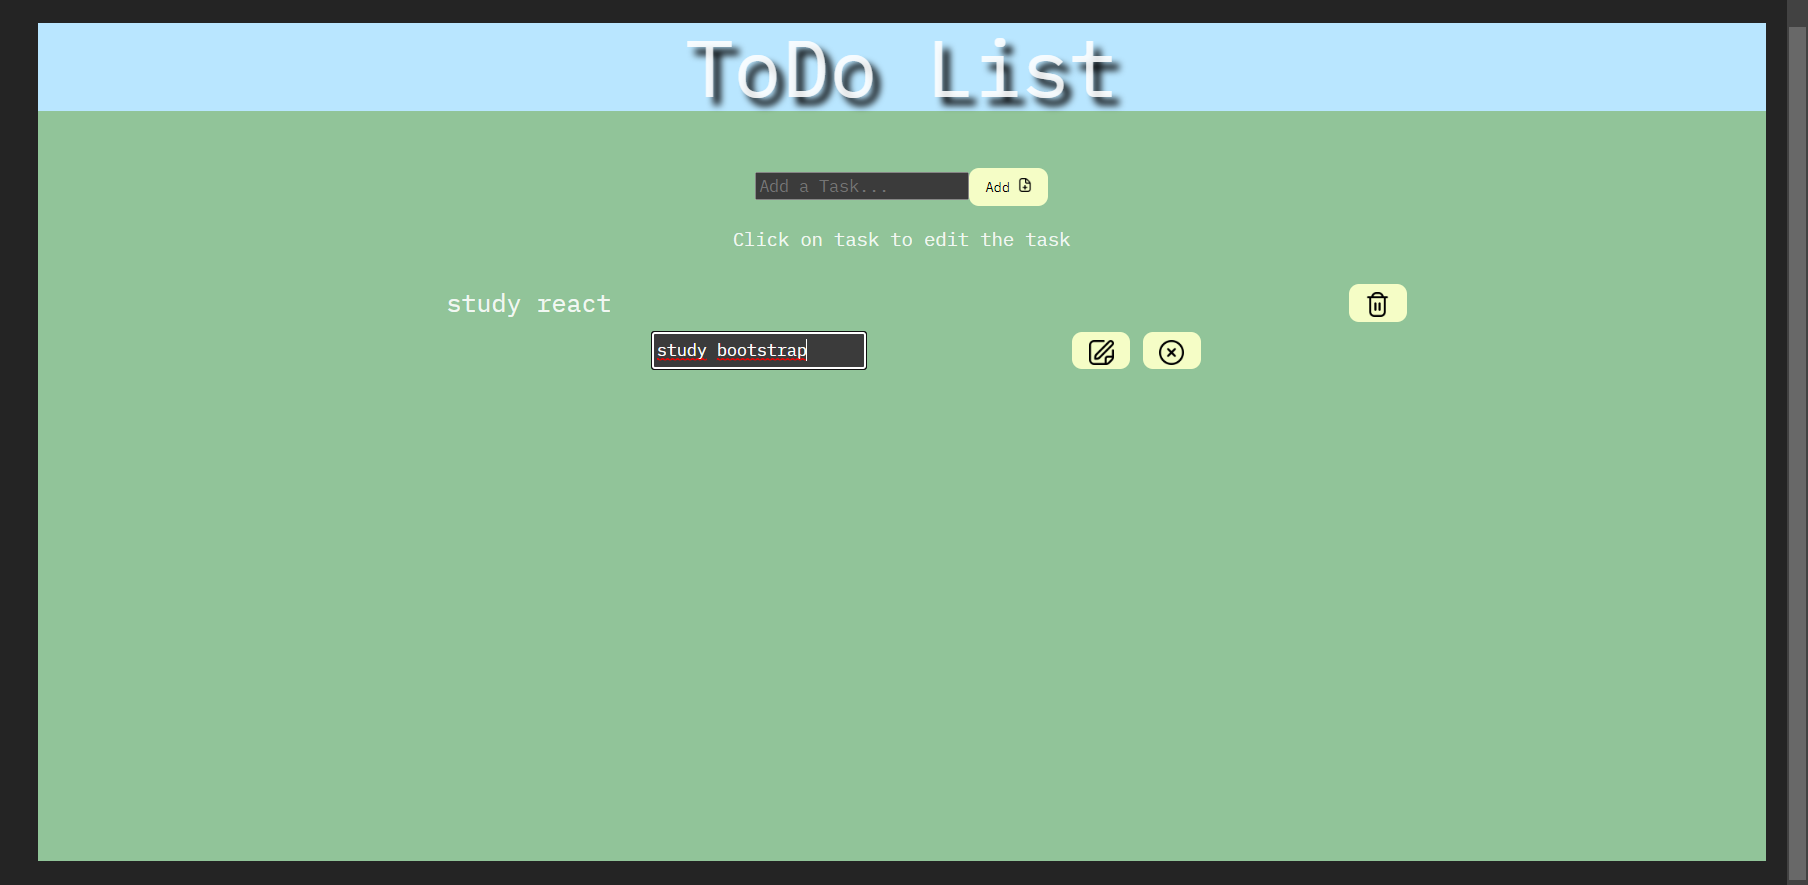 ToDo List
Add a Task...
Add
Click on task to edit the task
study react
study bootstrap